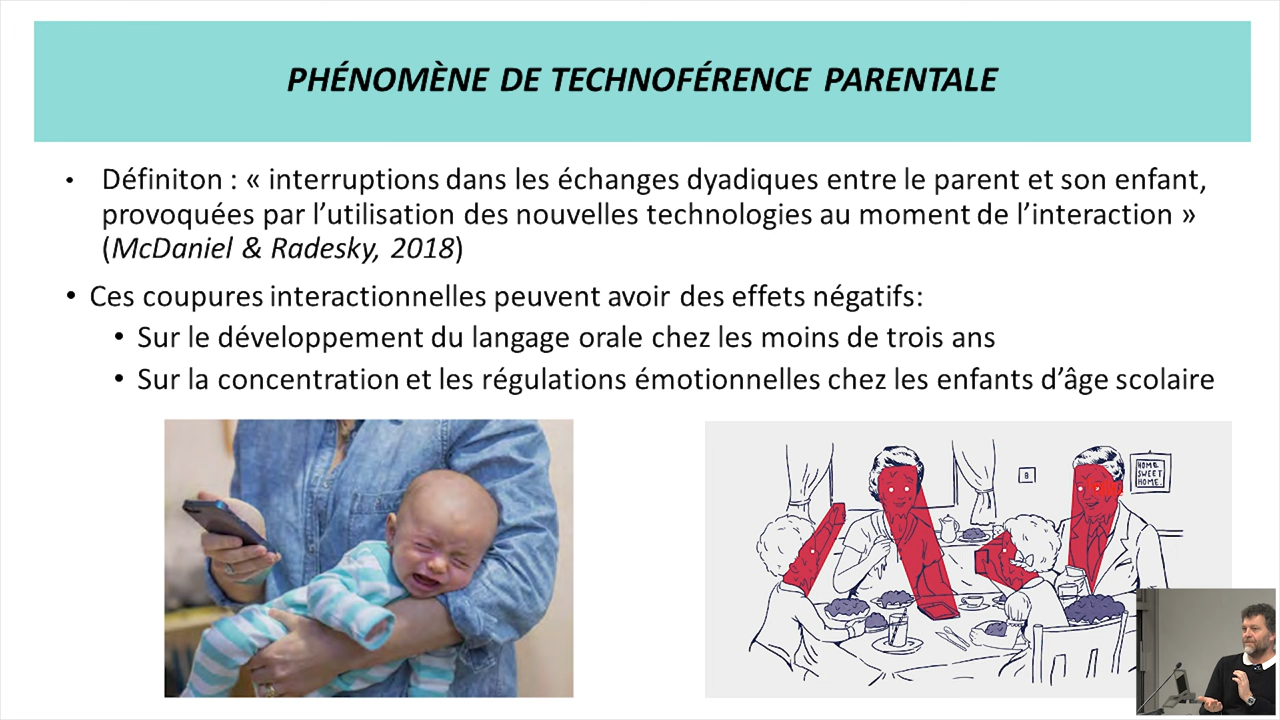 PHÉNOMÈNE DE TECHNOFÉRENCE PARENTALE
• Définiton : « interruptions dans les échanges dyadiques entre le parent et son enfant,
provoquées par l’utilisation des nouvelles technologies au moment de l’interaction »
(McDaniel & Radesky, 2018)
• Ces coupures interactionnelles peuvent avoir des effets négatifs:
• Sur le développement du langage orale chez les moins de trois ans
• Sur la concentration et les régulations émotionnelles chez les enfants d’âge scolaire
HOME
SWEET
HOME.